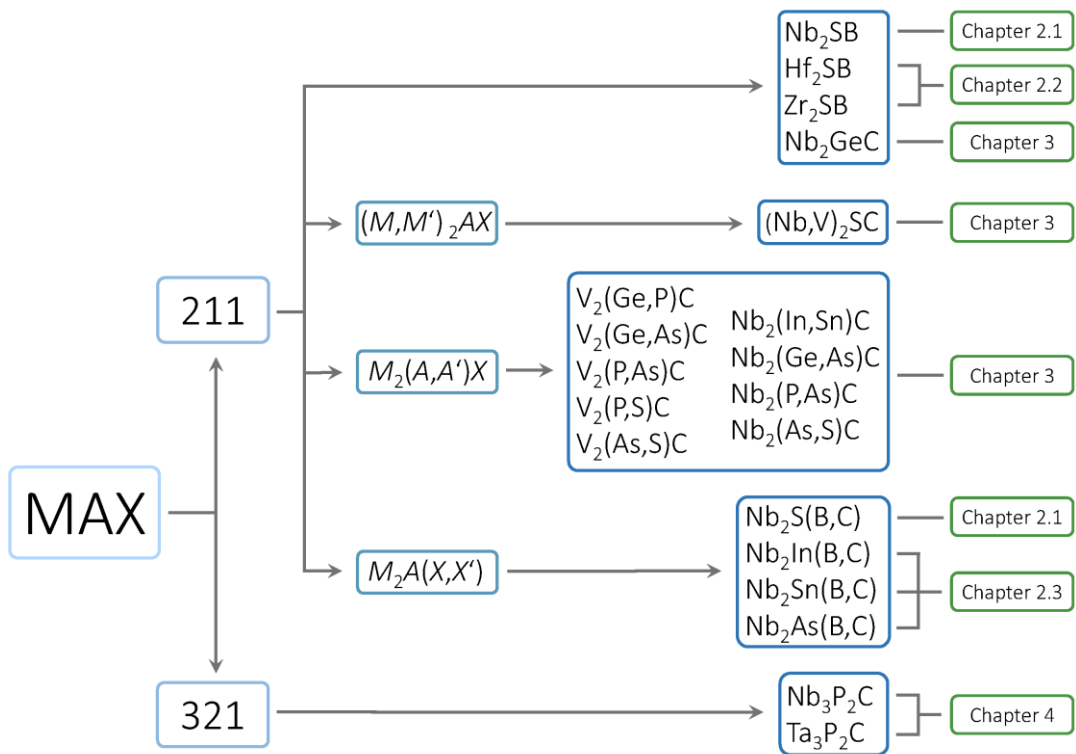 Nb₂SB
Chapter 2.1
Hf₂SB
Zr₂SB
Chapter 2.2
Nb₂GeC
Chapter 3
(M,M‘) ₂AX
(Nb,V)₂SC
Chapter 3
211
M₂(A,A‘)X
V₂(Ge,P)C
V₂(Ge,As)C
V₂(P,As)C
V₂(P,S)C
V₂(As,S)C
Nb₂(In,Sn)C
Nb₂(Ge,As)C
Nb₂(P,As)C
Nb₂(As,S)C
Chapter 3
MAX
M₂A(X,X‘)
Nb₂S(B,C)
Chapter 2.1
Nb₂In(B,C)
Nb₂Sn(B,C)
Nb₂As(B,C)
Chapter 2.3
321
Nb₃P₂C
Ta₃P₂C
Chapter 4